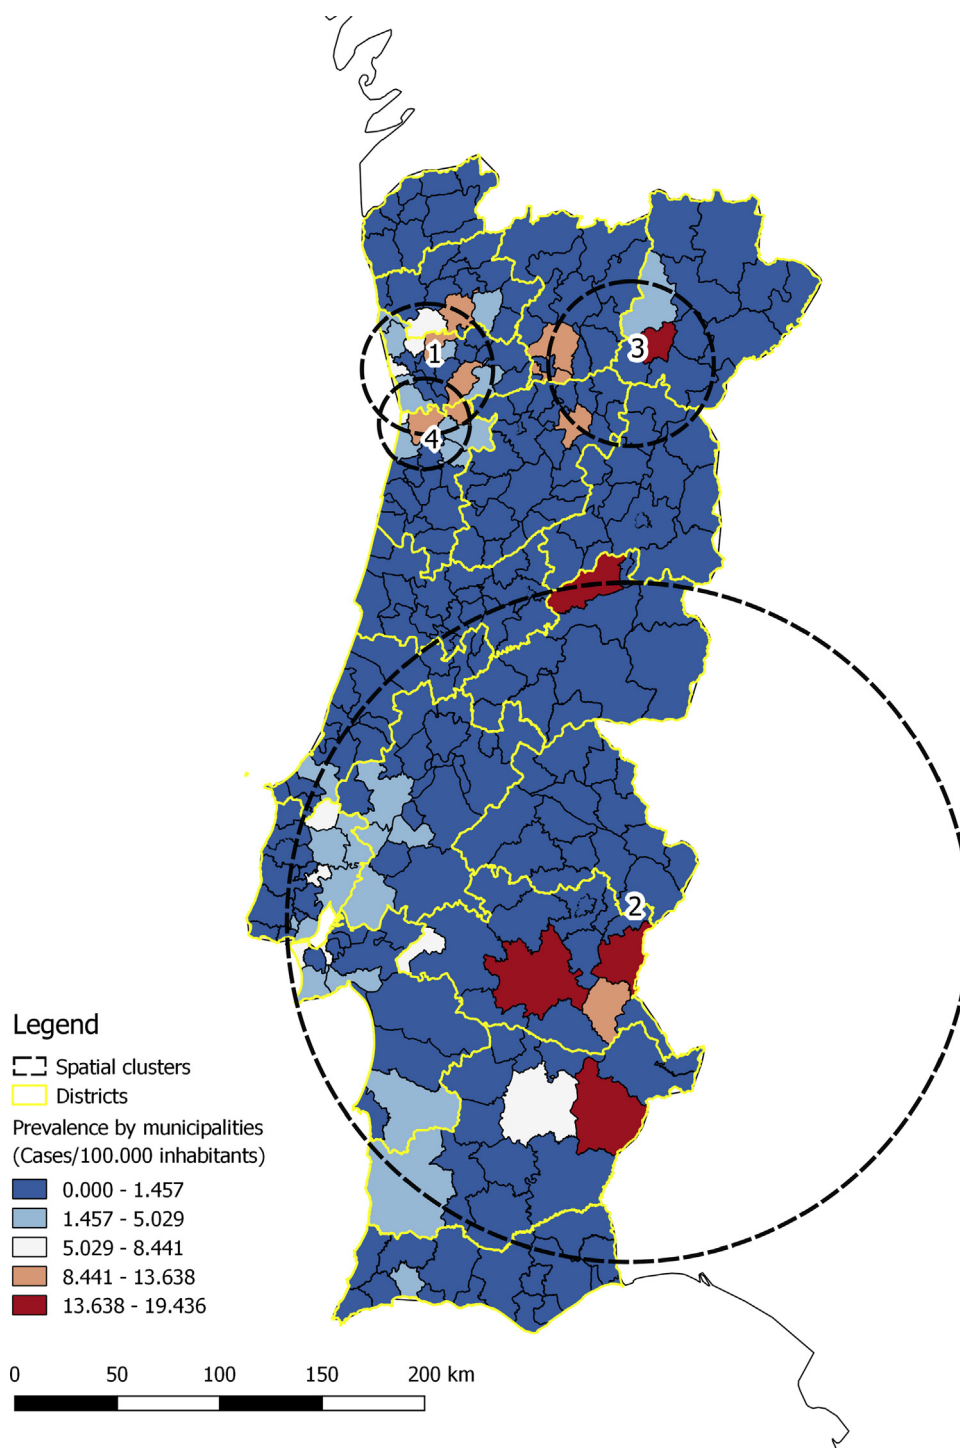 1
3
4
2
Legend
Spatial clusters
Districts
Prevalence by municipalities
(Cases/100.000 inhabitants)
0.000 - 1.457
1.457 - 5.029
5.029 - 8.441
8.441 - 13.638
13.638 - 19.436
0 50 100 150 200 km